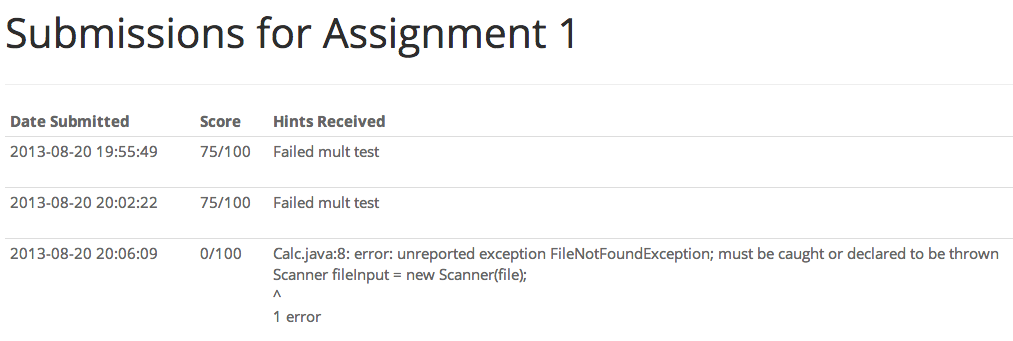 Submissions for Assignment 1
Date Submitted Score Hints Received
2013-08-20 19:55:49 75/100 Failed mult test
2013-08-20 20:02:22 75/100 Failed mult test
2013-08-20 20:06:09 0/100 Calc.java:8: error: unreported exception FileNotFoundException; must be caught or declared to be thrown
Scanner fileInput = new Scanner(file);
^
1 error